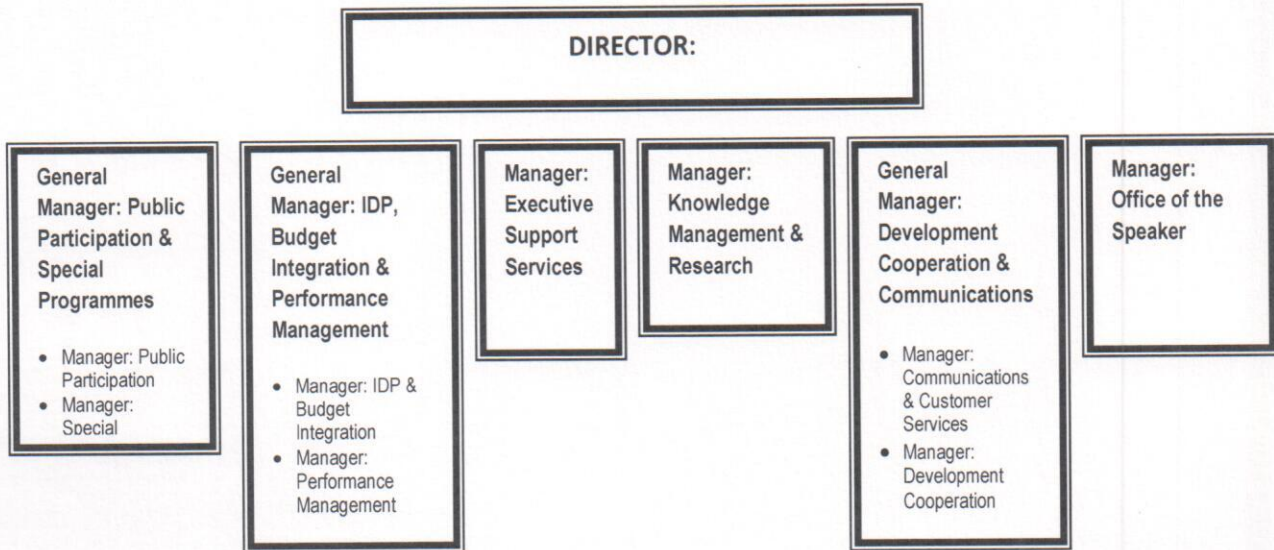 DIRECTOR:
General
Manager: Public
Participation &
Special
Programmes
• Manager: Public
Participation
• Manager:
Special
General
Manager: IDP,
Budget
Integration &
Performance
Management
• Manager: IDP &
Budget
Integration
• Manager:
Performance
Management
Manager:
Executive
Support
Services
Manager:
Knowledge
Management &
Research
General
Manager:
Development
Cooperation &
Communications
• Manager:
Communications
& Customer
Services
• Manager:
Development
Cooperation
Manager:
Office of the
Speaker